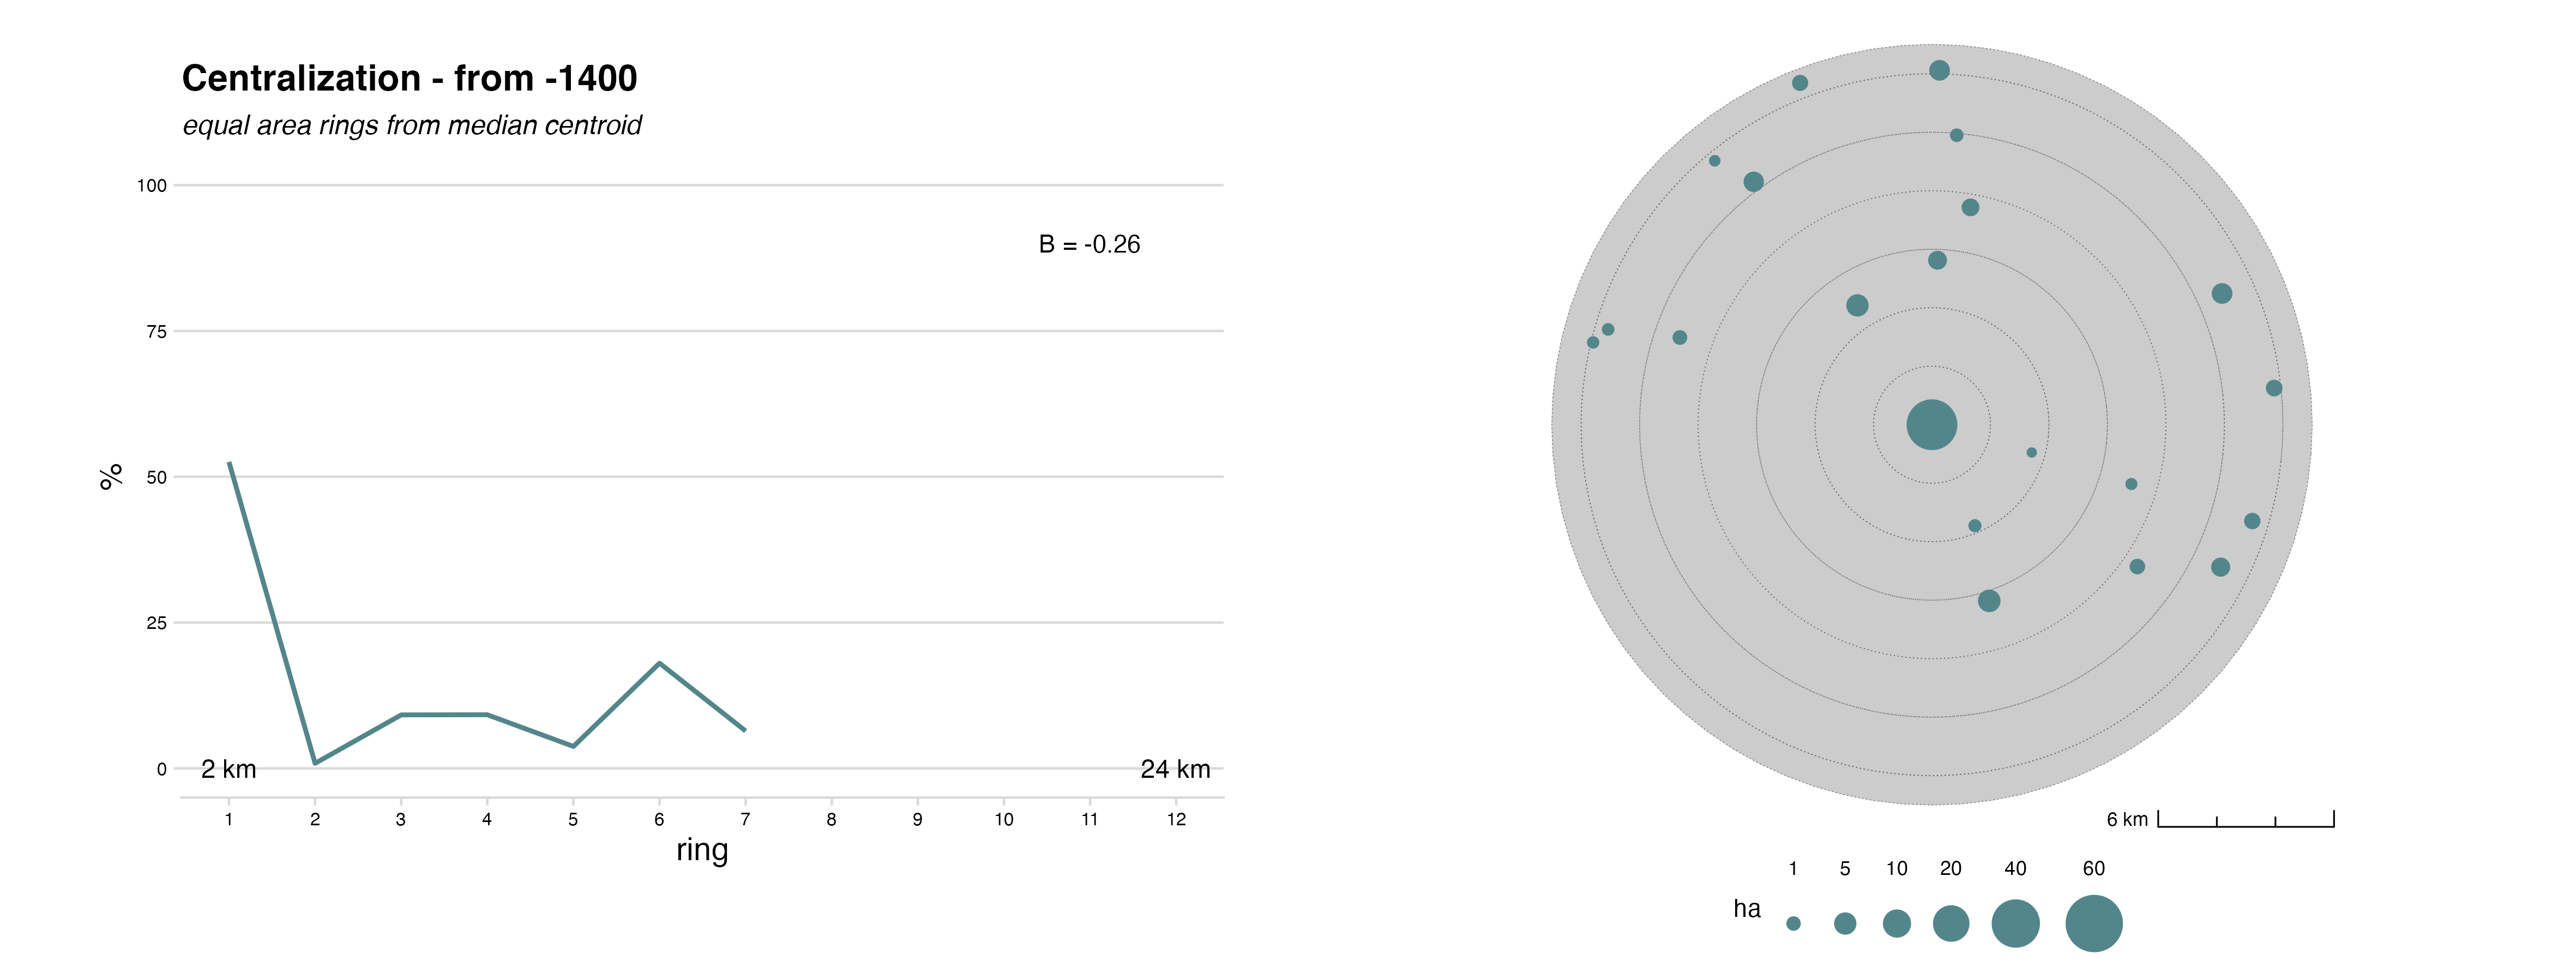 Centralization - from -1400
equal area rings from median centroid
100
75
50
25
0
%
B = -0.26
2 km
24 km
1 2 3 4 5 6 7 8 9 10 11 12
ring
6 km
1 5 10 20 40 60
ha